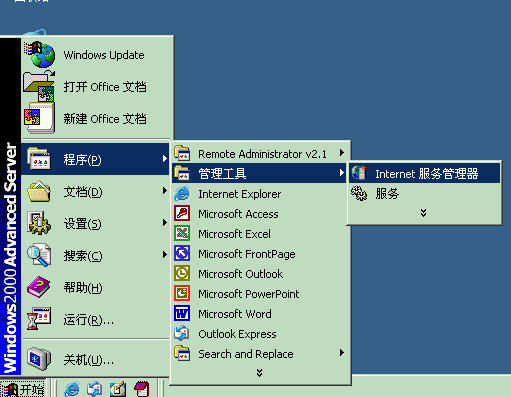 Windows Update
打开 Office 文档
新建 Office 文档
程序(P)
文档(D)
设置(S)
搜索(C)
帮助(H)
运行(R)...
关机(U)...
Windows2000 Advanced Server
Remote Administrator v2.1
管理工具
Internet Explorer
Microsoft Access
Microsoft Excel
Microsoft FrontPage
Microsoft Outlook
Microsoft PowerPoint
Microsoft Word
Outlook Express
Search and Replace
Internet 服务管理器
服务
开始